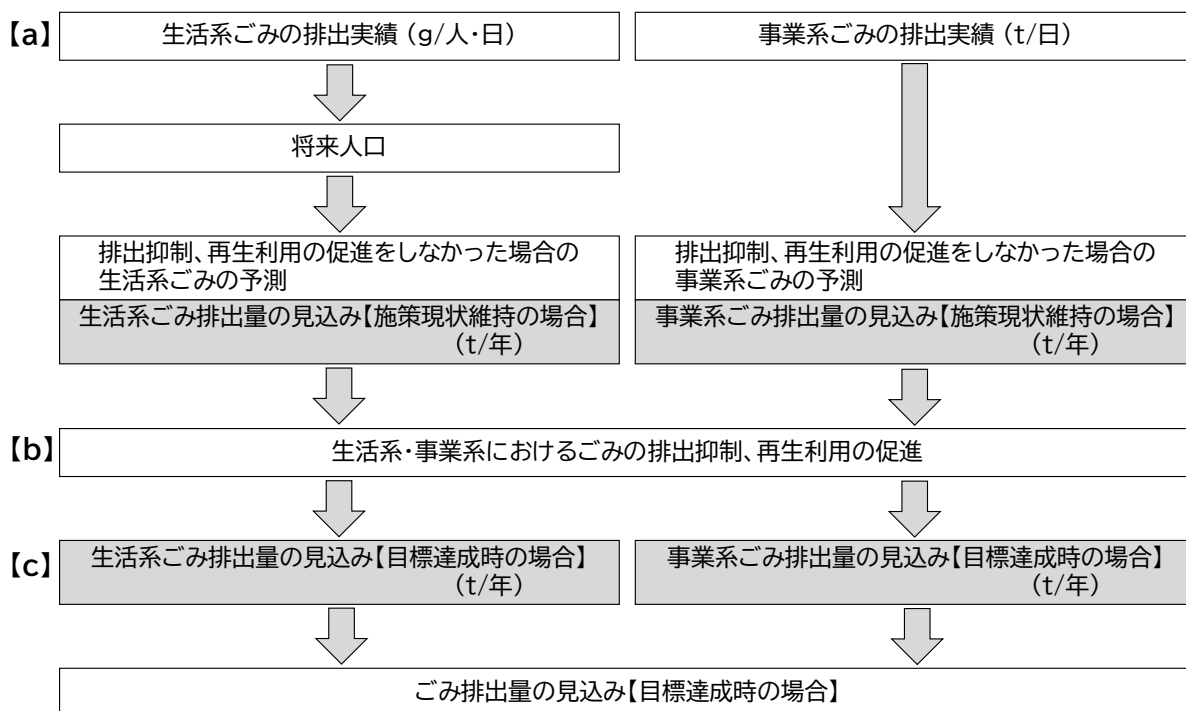 【a】
生活系ごみの排出実績（g/人・日）
事業系ごみの排出実績（t/日）
将来人口
排出抑制、再生利用の促進をしなかった場合の
生活系ごみの予測
排出抑制、再生利用の促進をしなかった場合の
事業系ごみの予測
生活系ごみ排出量の見込み【施策現状維持の場合】
（t/年）
事業系ごみ排出量の見込み【施策現状維持の場合】
（t/年）
【b】
生活系・事業系におけるごみの排出抑制、再生利用の促進
【c】
生活系ごみ排出量の見込み【目標達成時の場合】
（t/年）
事業系ごみ排出量の見込み【目標達成時の場合】
（t/年）
ごみ排出量の見込み【目標達成時の場合】